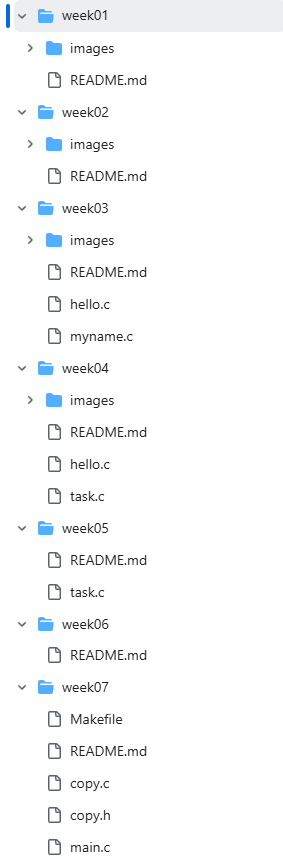 week01
images
README.md
week02
images
README.md
week03
images
README.md
hello.c
myname.c
week04
images
README.md
hello.c
task.c
week05
README.md
task.c
week06
README.md
week07
Makefile
README.md
copy.c
copy.h
main.c